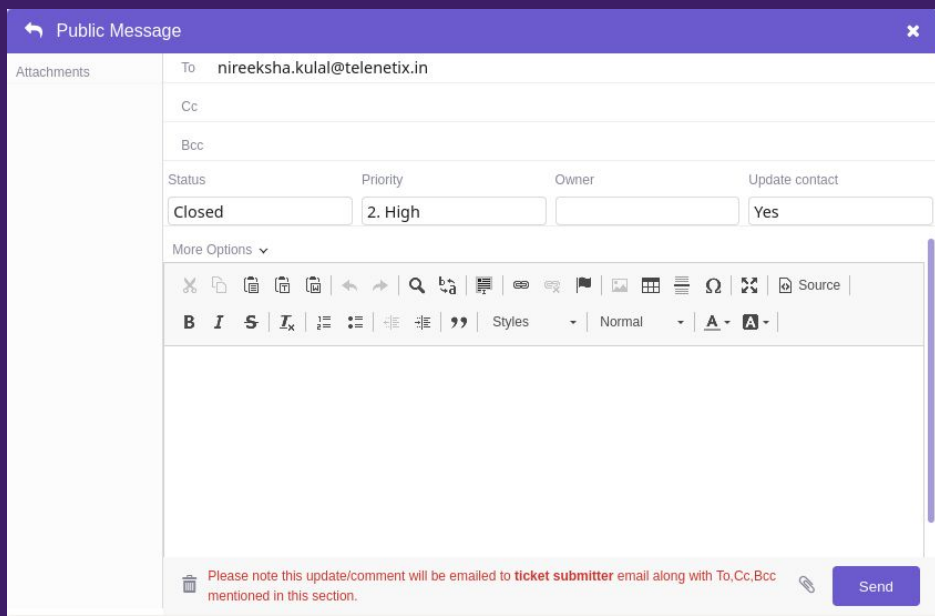 Public Message
Attachments
To nireeksha.kulal@telenetix.in
Cc
Bcc
Status Priority Owner Update contact
Closed 2. High Yes
More Options
Source
Styles Normal
Please note this update/comment will be emailed to ticket submitter email along with To,Cc,Bcc
mentioned in this section.
Send